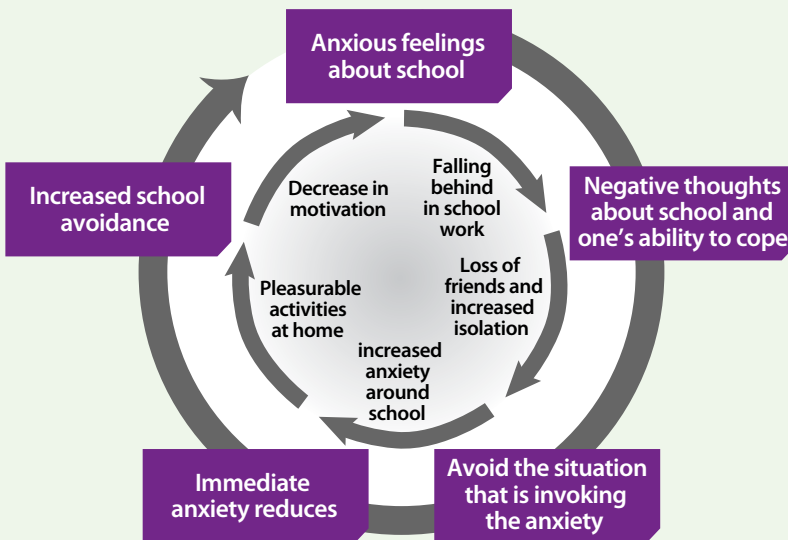 Anxious feelings
about school
Negative thoughts
about school and
one's ability to cope
Avoid the situation
that is invoking
the anxiety
Immediate
anxiety reduces
Increased school
avoidance
Falling
behind
in school
work
Loss of
friends and
increased
isolation
increased
anxiety
around
school
Pleasurable
activities
at home
Decrease in
motivation